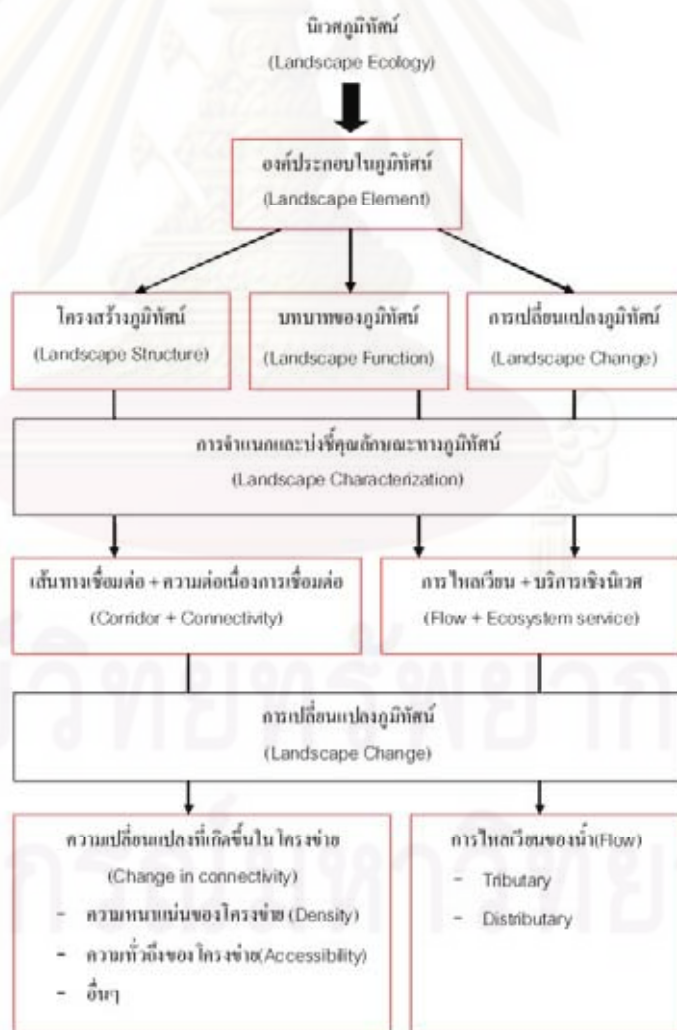 นิเวศภูมิทัศน์
(Landscape Ecology)
องค์ประกอบในภูมิทัศน์
(Landscape Element)
โครงสร้างภูมิทัศน์
(Landscape Structure)
บทบาทของภูมิทัศน์
(Landscape Function)
การเปลี่ยนแปลงภูมิทัศน์
(Landscape Change)
การจำแนกและบ่งชี้คุณลักษณะทางภูมิทัศน์
(Landscape Characterization)
เส้นทางเชื่อมต่อ + ความต่อเนื่องการเชื่อมต่อ
(Corridor + Connectivity)
การไหลเวียน + บริการเชิงนิเวศ
(Flow + Ecosystem service)
การเปลี่ยนแปลงภูมิทัศน์
(Landscape Change)
ความเปลี่ยนแปลงที่เกิดขึ้นในโครงข่าย
(Change in connectivity)
- ความหนาแน่นของโครงข่าย (Density)
- ความทั่วถึงของโครงข่าย(Accessibility)
- อื่นๆ
การไหลเวียนของน้ำ(Flow)
- Tributary
- Distributary